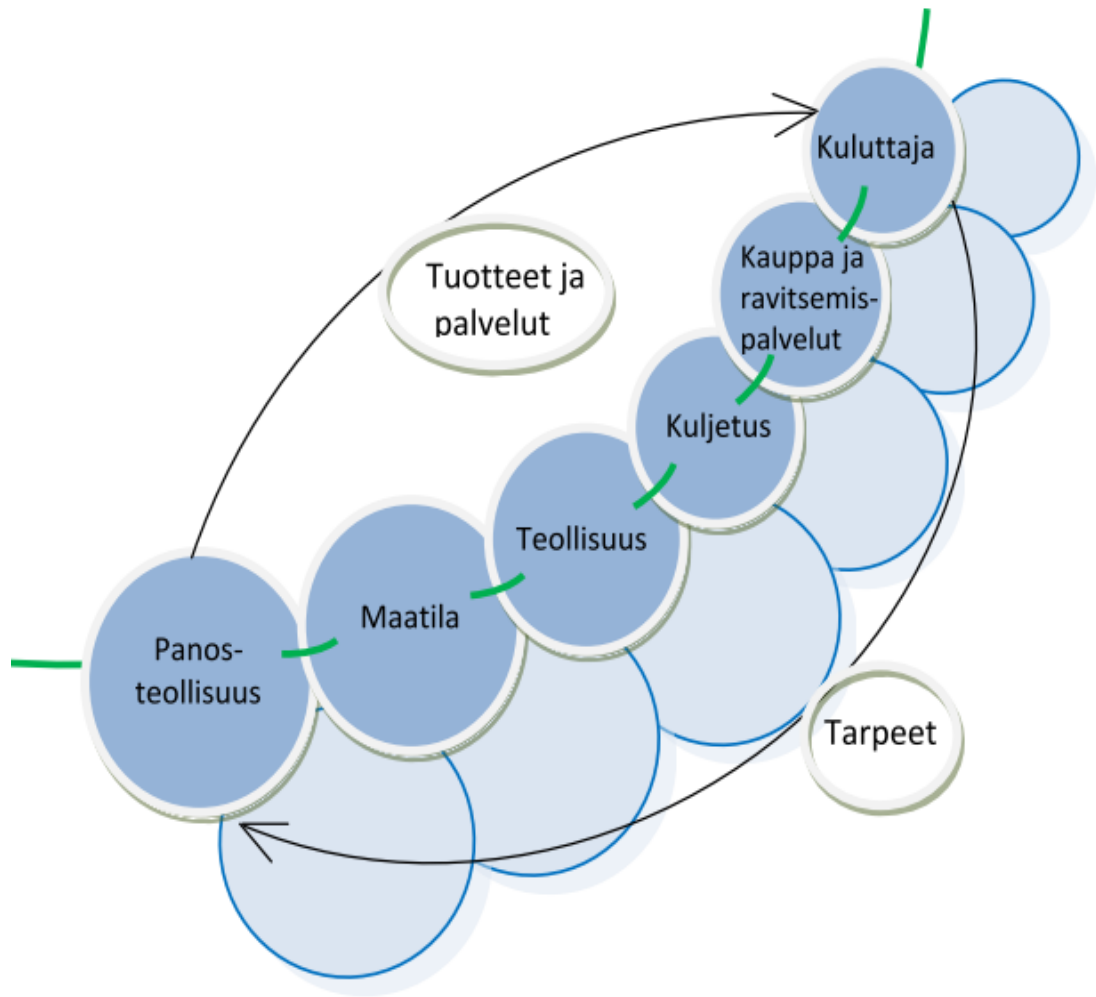 Kuluttaja
Kauppa ja
ravitsemis-
palvelut
Tuotteet ja
palvelut
Kuljetus
Teollisuus
Maatila
Panos-
teollisuus
Tarpeet